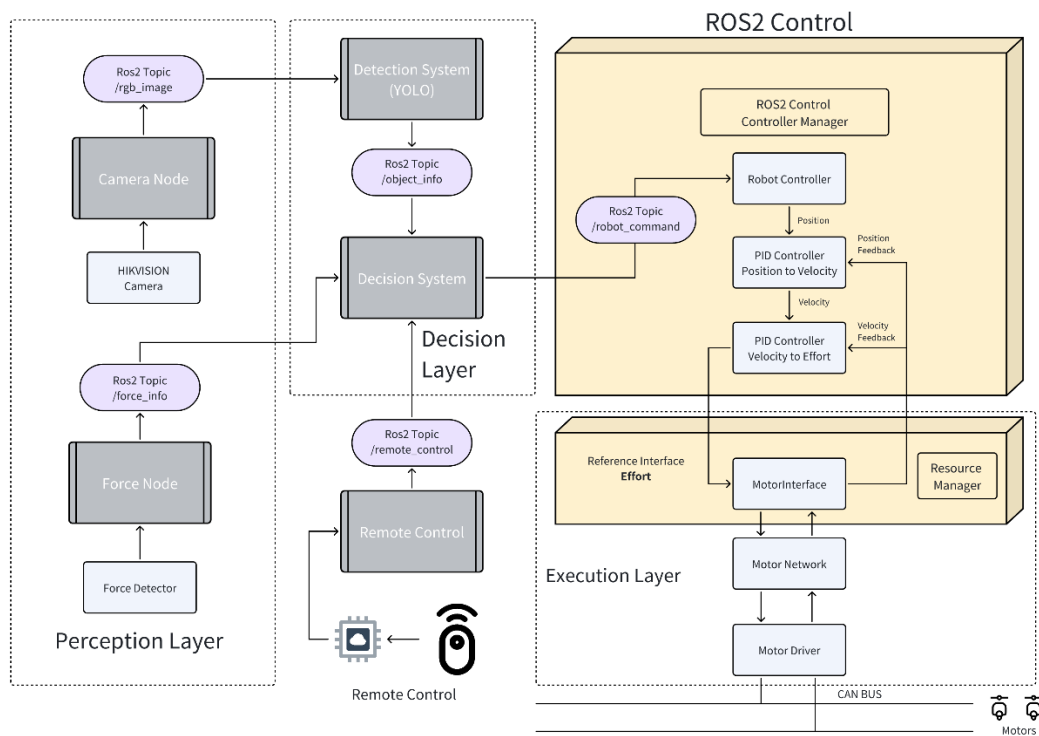 Ros2 Topic
/rgb_image
Camera Node
HIKVISION
Camera
Ros2 Topic
/force_info
Force Node
Force Detector
Perception Layer
Detection System
(YOLO)
Ros2 Topic
/object_info
Decision System
Decision
Layer
Ros2 Topic
/remote_control
Remote Control
Remote Control
Ros2 Topic
/robot_command
ROS2 Control
ROS2 Control
Controller Manager
Robot Controller
Position
PID Controller
Position to Velocity
Position
Feedback
Velocity
PID Controller
Velocity to Effort
Velocity
Feedback
Reference Interface
Effort
MotorInterface
Resource
Manager
Motor Network
Execution Layer
Motor Driver
CAN BUS
Motors